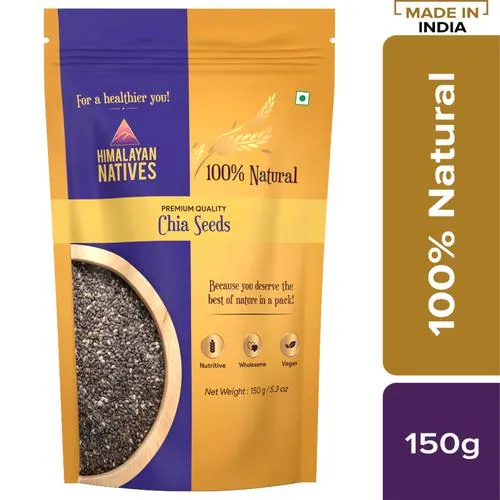 MADE IN
INDIA
For a healthier you!
HIMALAYAN
NATIVES
100% Natural
PREMIUM QUALITY
Chia Seeds
Because you deserve the
best of nature in a pack!
Nutritive
Wholesome
Vegan
Net Weight : 150 g / 5.3 oz
100% Natural
150g